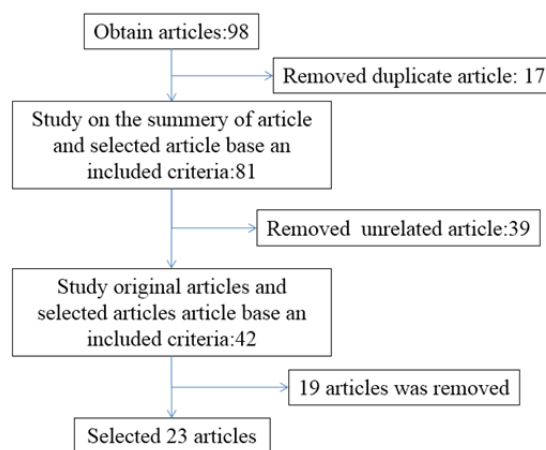 Obtain articles:98
Removed duplicate article: 17
Study on the summery of article
and selected article base an
included criteria:81
Removed unrelated article:39
Study original articles and
selected articles article base an
included criteria:42
19 articles was removed
Selected 23 articles